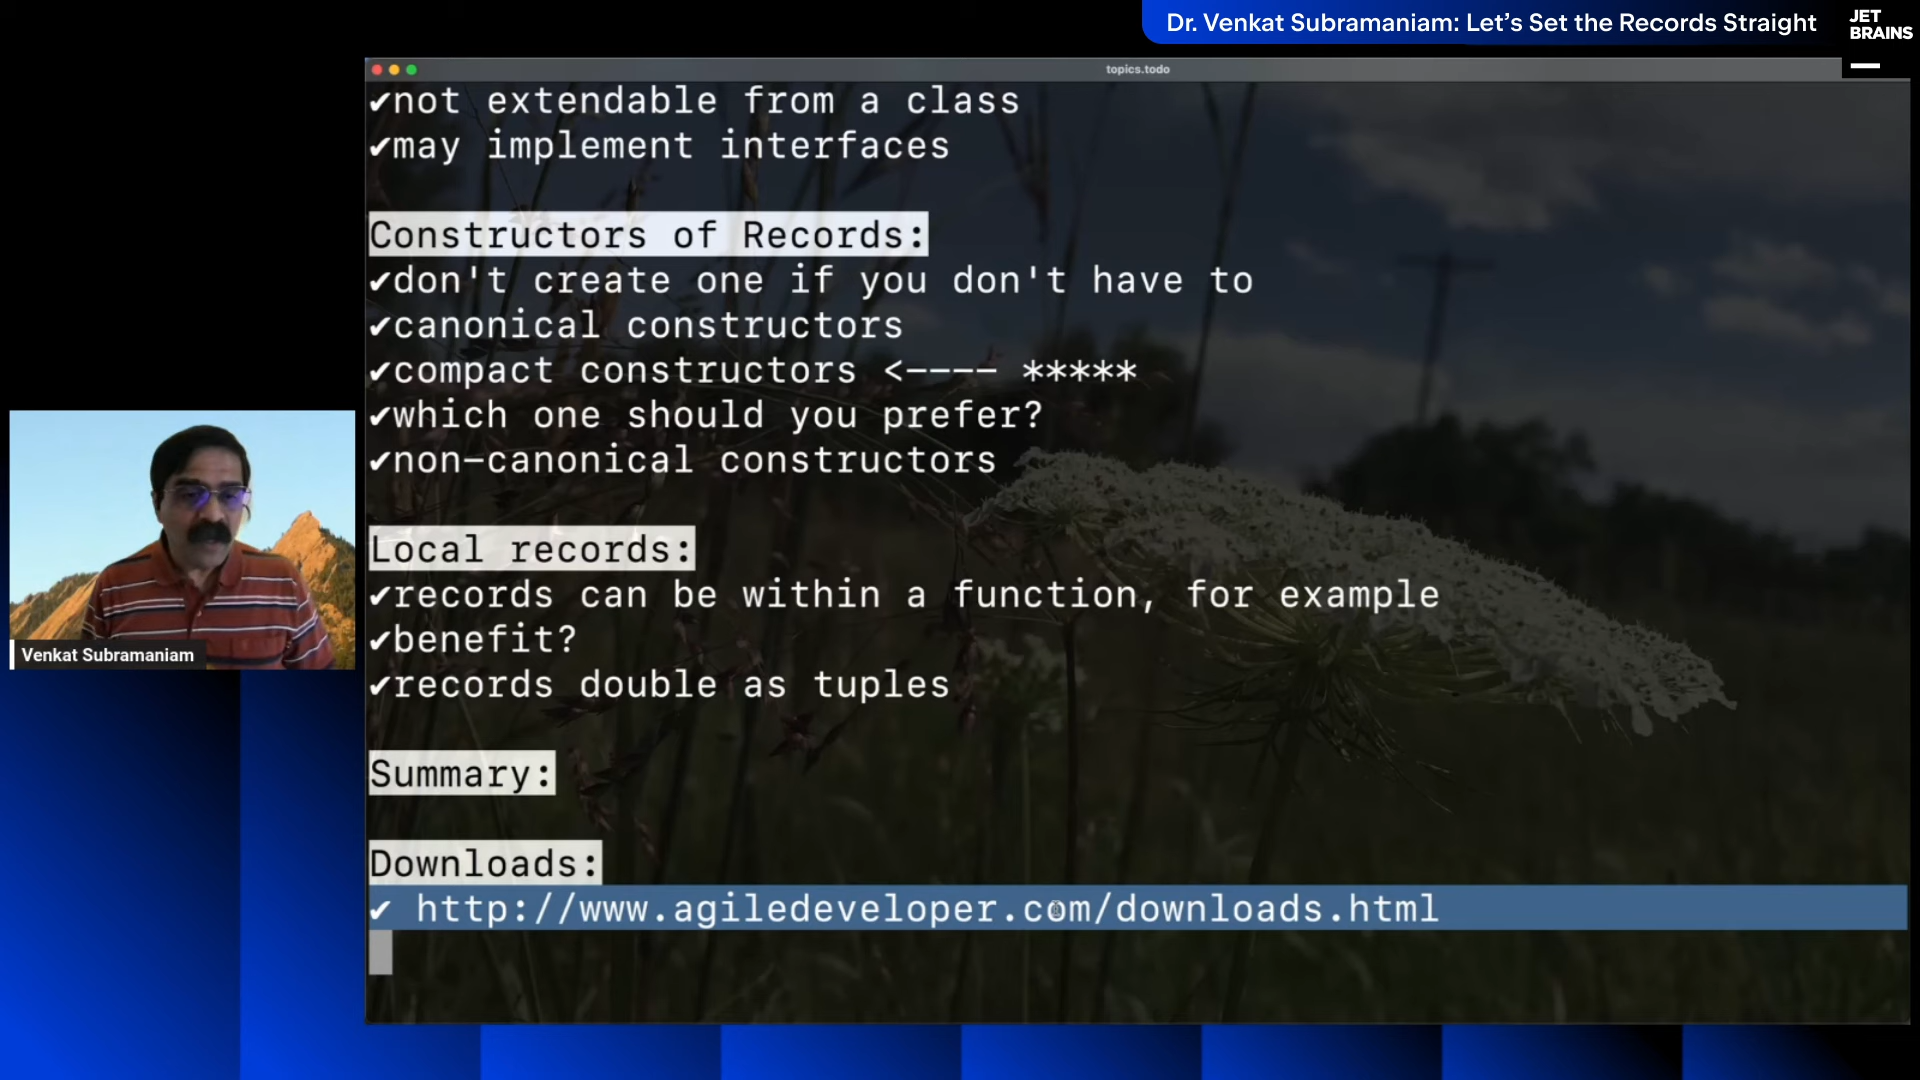 Dr. Venkat Subramaniam: Let’s Set the Records Straight
JET
BRAINS
topics.todo
✔not extendable from a class
✔may implement interfaces
Constructors of Records:
✔don't create one if you don't have to
✔canonical constructors
✔compact constructors <---- *****
✔which one should you prefer?
✔non-canonical constructors
Local records:
✔records can be within a function, for example
✔benefit?
✔records double as tuples
Summary:
Downloads:
✔ http://www.agiledeveloper.com/downloads.html
Venkat Subramaniam